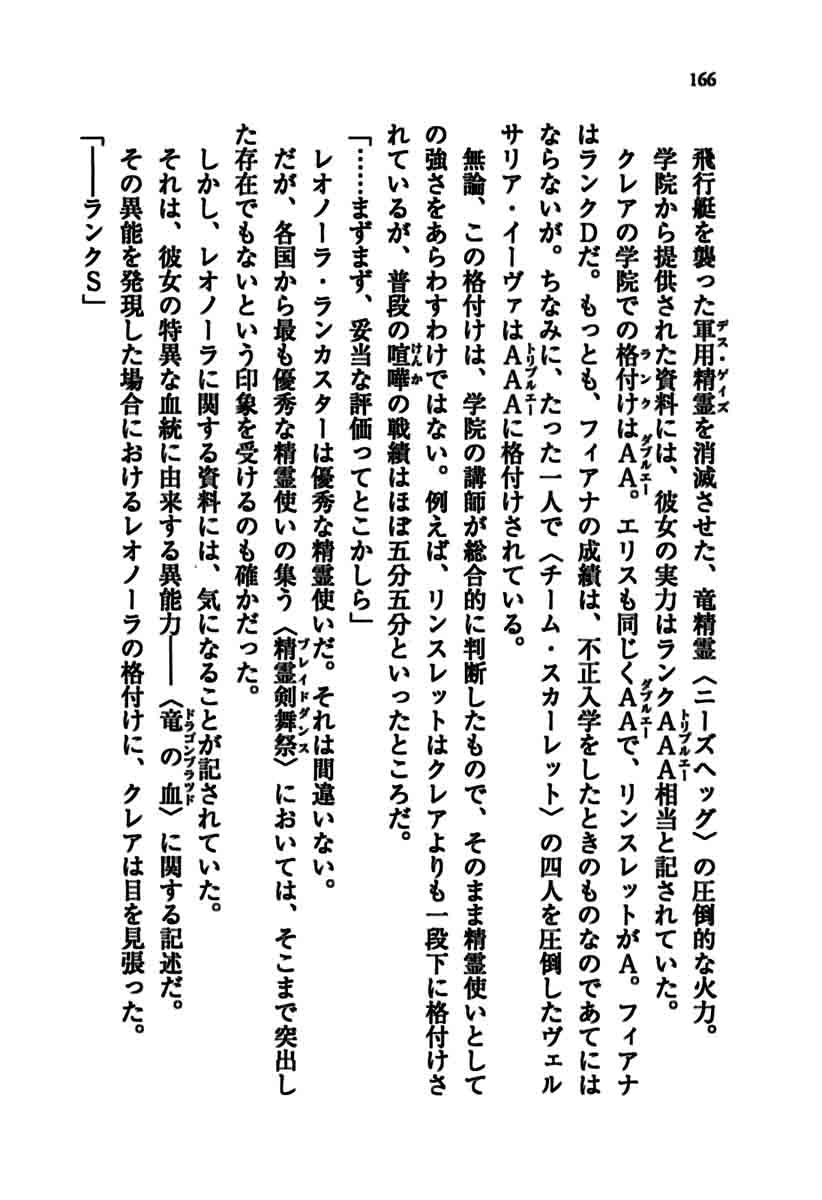 166
飛行艇を襲った軍用精霊を消滅させた、竜精霊〈ニーズヘッグ〉の圧倒的な火力。
デス・ゲイズ
学院から提供された資料には、彼女の実力はランクAAA相当と記されていた。
トリプルエー
クレアの学院での格付けはAA。エリスも同じくAAで、リンスレットがA。フィアナ
ランク
ダブルエー
ダブルエー
はランクDだ。もっとも、フィアナの成績は、不正入学をしたときのものなのであてには
ならないが。ちなみに、たった一人で〈チーム・スカーレット〉の四人を圧倒したヴェル
サリア・イーヴァはAAAに格付けされている。
トリプルエー
無論、この格付けは、学院の講師が総合的に判断したもので、そのまま精霊使いとして
の強さをあらわすわけではない。例えば、リンスレットはクレアよりも一段下に格付けさ
れているが、普段の喧嘩の戦績はほぼ五分五分といったところだ。
けんか
「……まずまず、妥当な評価ってとこかしら」
レオノーラ・ランカスターは優秀な精霊使いだ。それは間違いない。
だが、各国から最も優秀な精霊使いの集う〈精霊剣舞祭〉においては、そこまで突出し
ブレイドダンス
た存在でもないという印象を受けるのも確かだった。
しかし、レオノーラに関する資料には、気になることが記されていた。
それは、彼女の特異な血統に由来する異能力――〈竜の血〉に関する記述だ。
ドラゴンブラッド
その異能を発現した場合におけるレオノーラの格付けに、クレアは目を見張った。
「――ランクS」